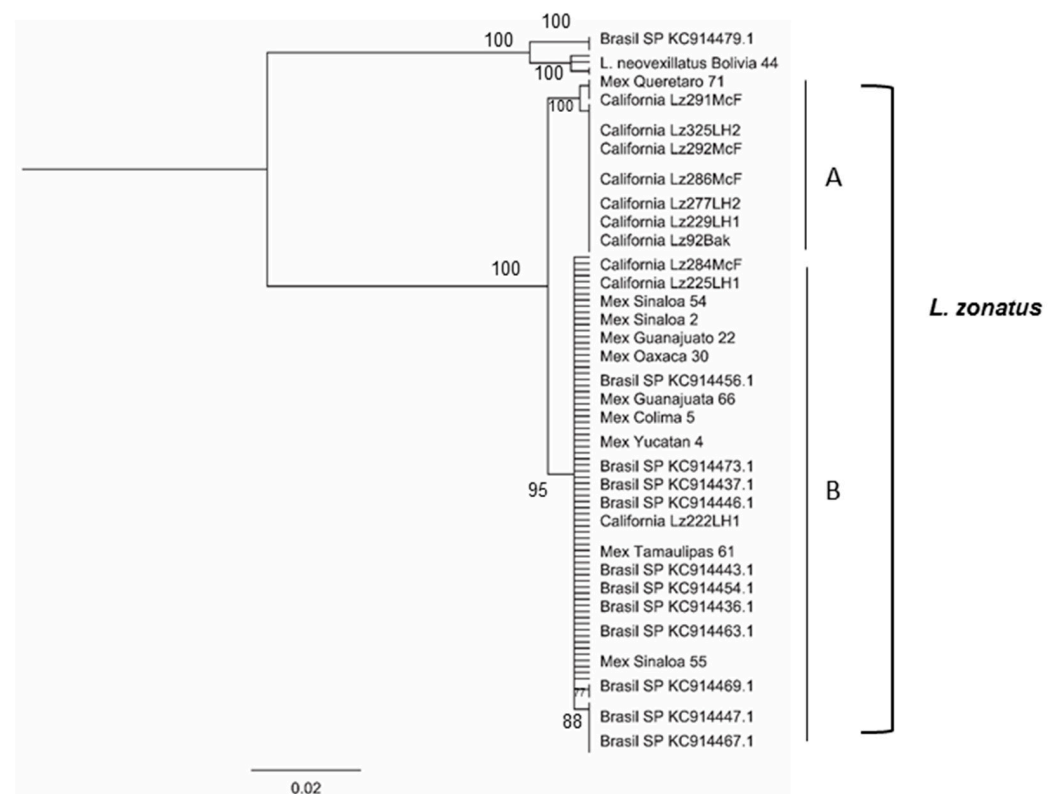 100
Brasil SP KC914479.1
100
L. neovexillatus Bolivia 44
100
Mex Queretaro 71
California Lz291McF
100
California Lz325LH2
California Lz292McF
California Lz286McF
A
California Lz277LH2
California Lz229LH1
California Lz92Bak
100
California Lz284McF
California Lz225LH1
Mex Sinaloa 54
L. zonatus
Mex Sinaloa 2
Mex Guanajuato 22
Mex Oaxaca 30
Brasil SP KC914456.1
Mex Guanajuata 66
Mex Colima 5
Mex Yucatan 4
Brasil SP KC914473.1
95
Brasil SP KC914437.1
B
Brasil SP KC914446.1
California Lz222LH1
Mex Tamaulipas 61
Brasil SP KC914443.1
Brasil SP KC914454.1
Brasil SP KC914436.1
Brasil SP KC914463.1
Mex Sinaloa 55
Brasil SP KC914469.1
77
88
Brasil SP KC914447.1
Brasil SP KC914467.1
0.02